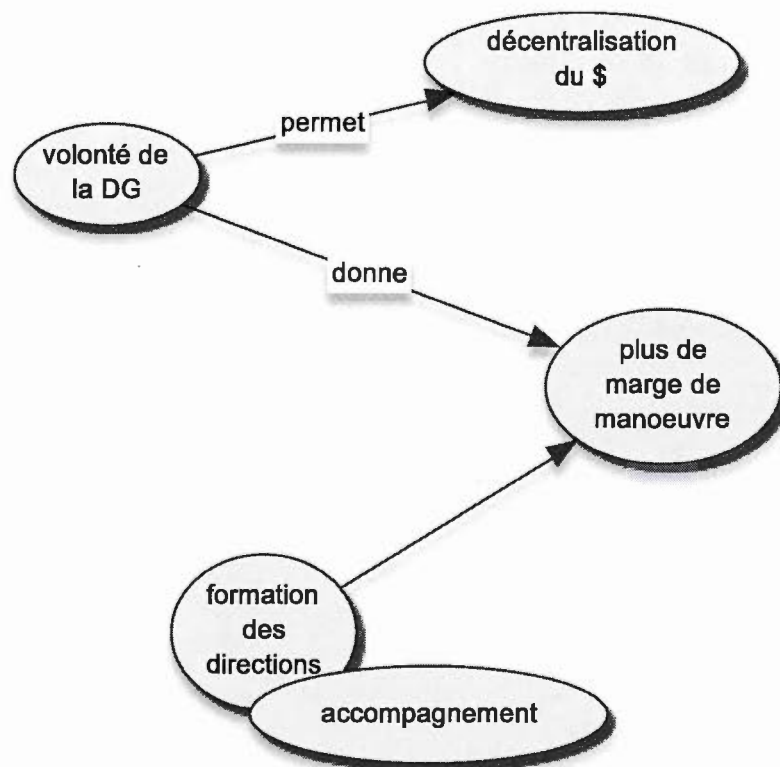 décentralisation
du $
permet
volonté de
la DG
donne
plus de
marge de
manoeuvre
formation
des
directions
accompagnement